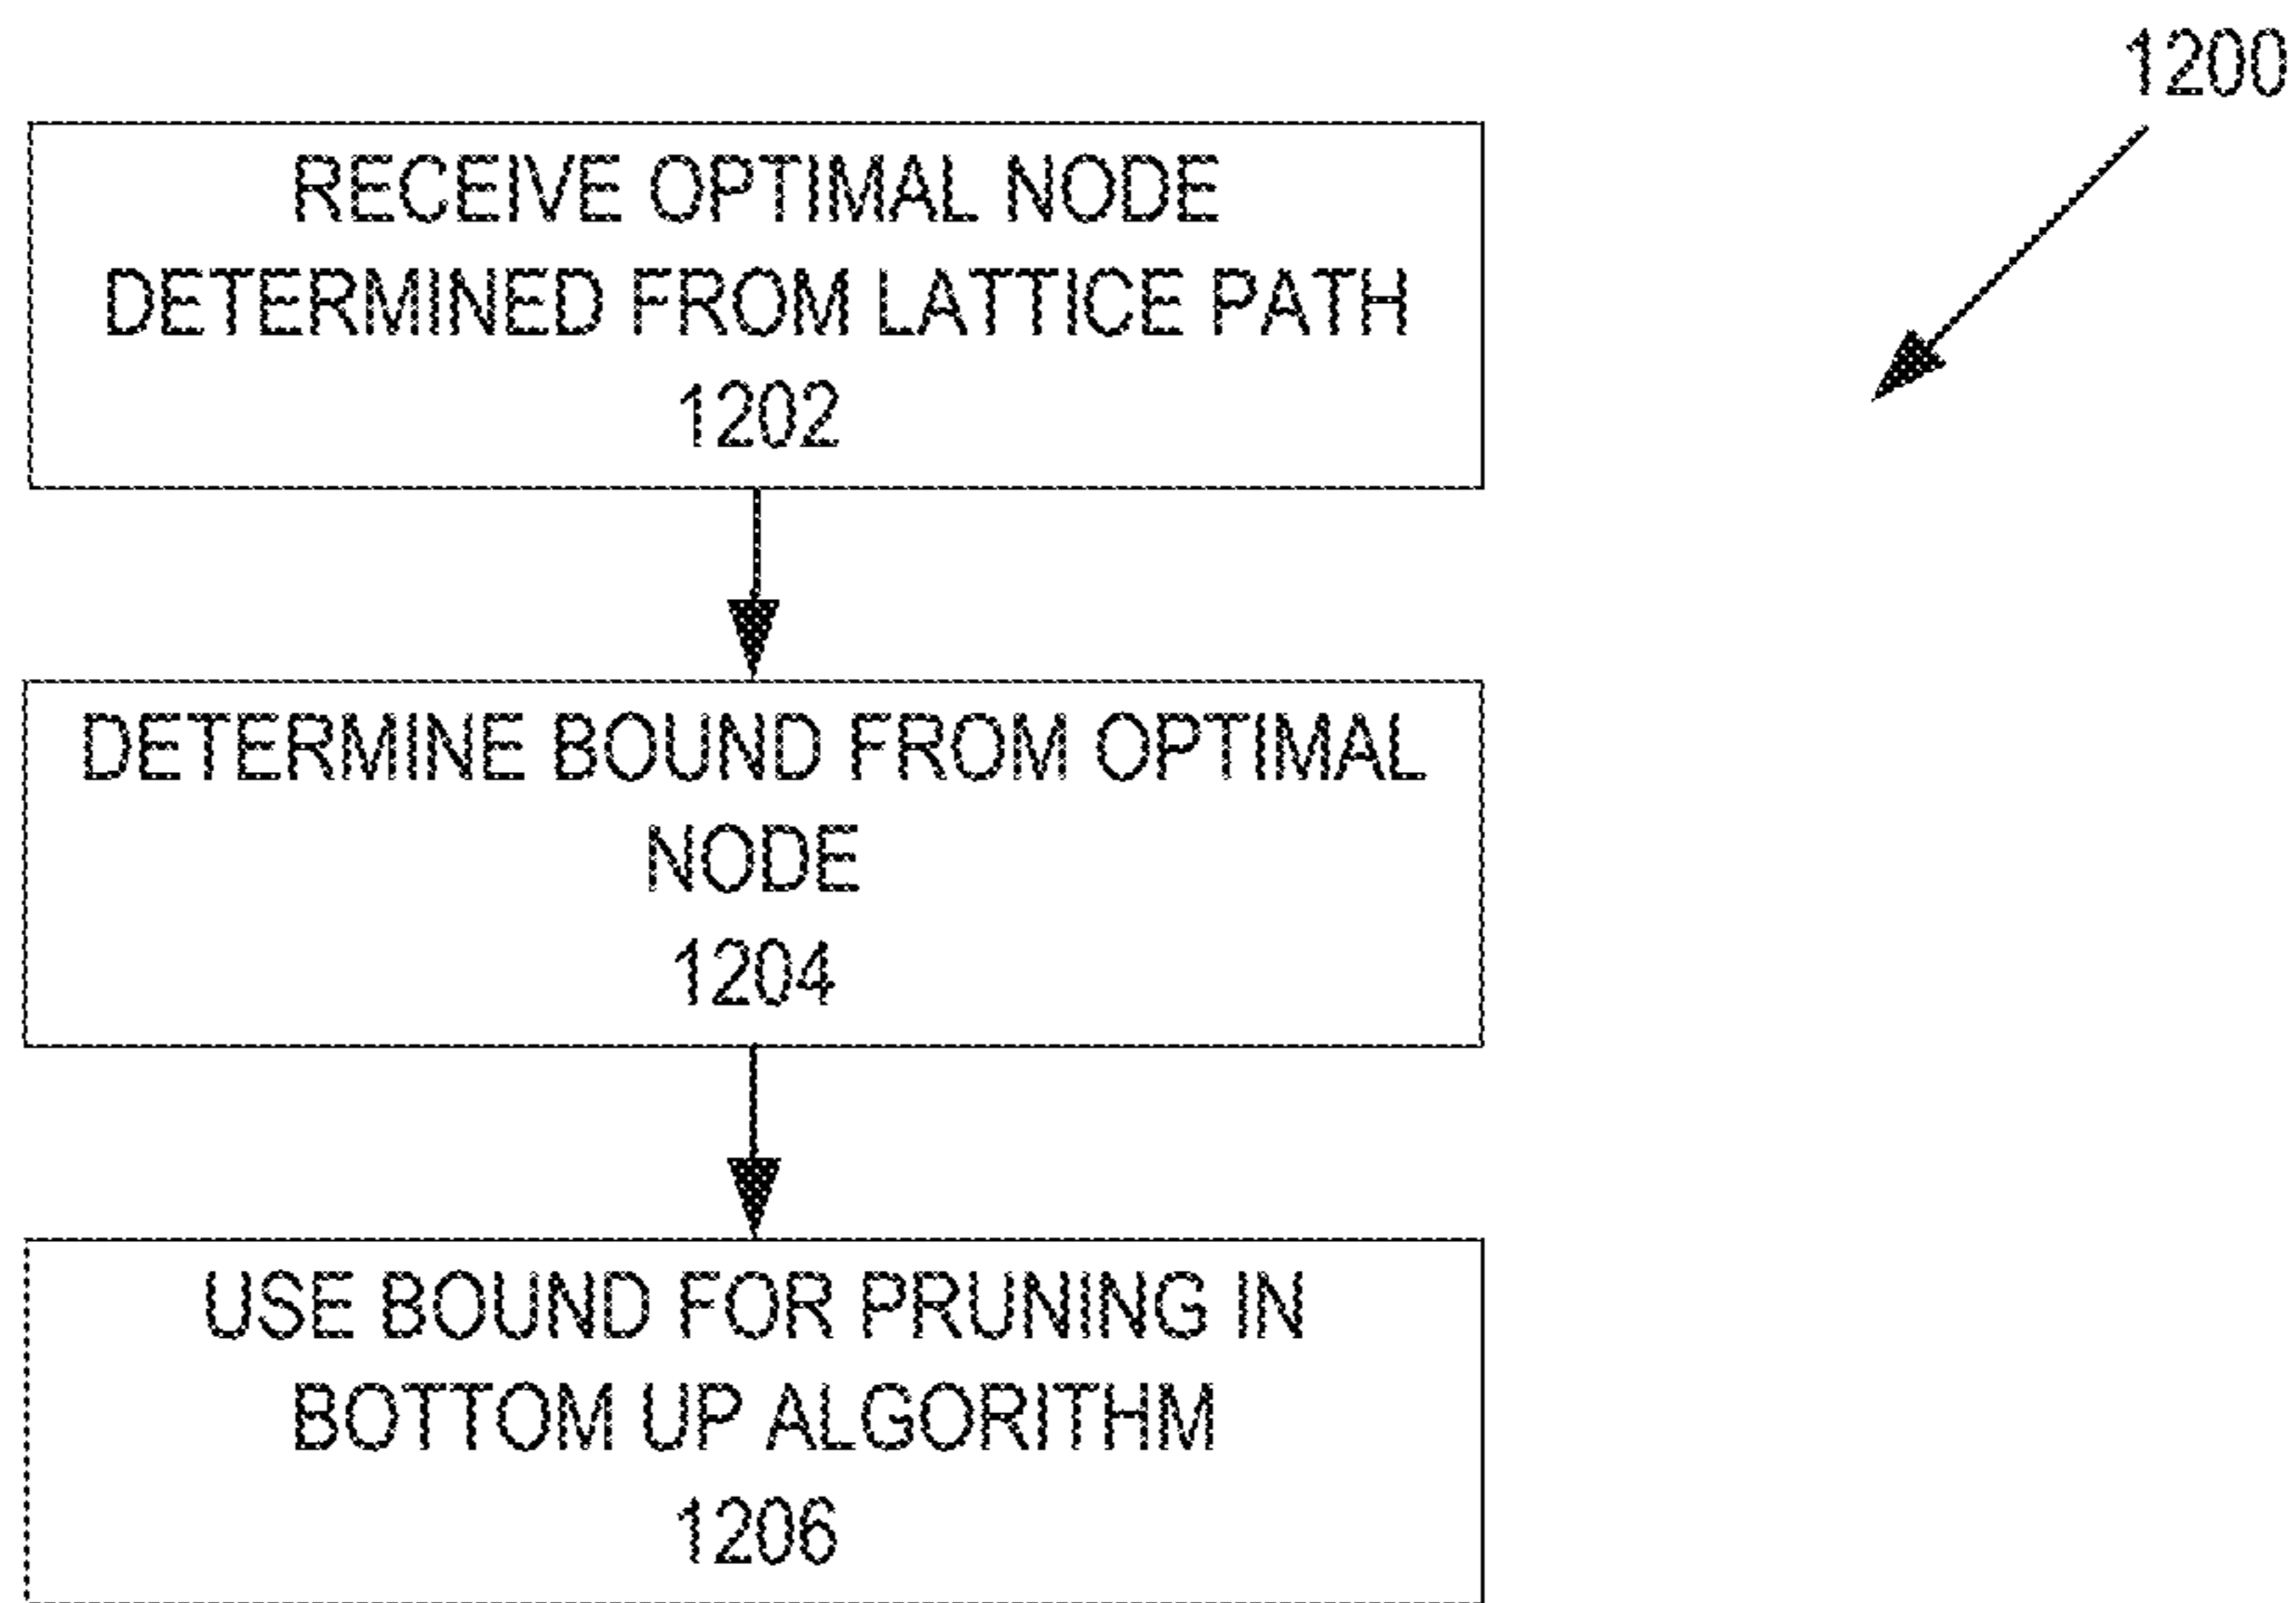 1200
RECEIVE OPTIMAL NODE
DETERMINED FROM LATTICE PATH
1202
DETERMINE BOUND FROM OPTIMAL
NODE
1204
USE BOUND FOR PRUNING IN
BOTTOM UP ALGORITHM
1206